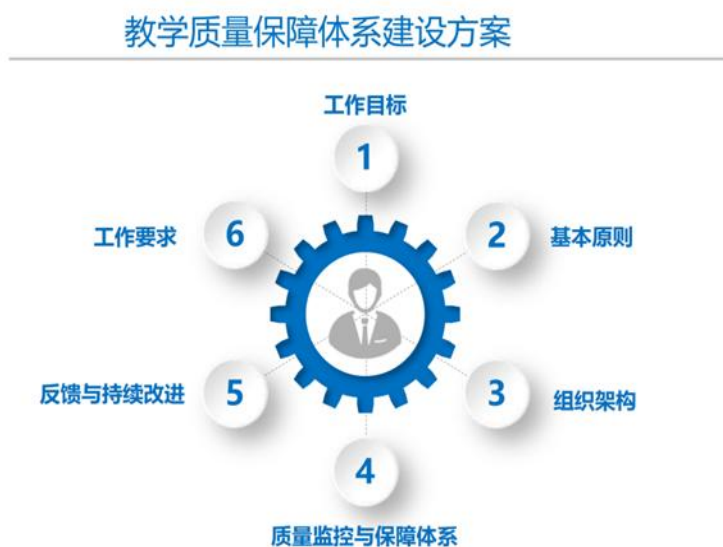 教学质量保障体系建设方案
工作目标
1
2
基本原则
3
组织架构
4
质量监控与保障体系
5
反馈与持续改进
6
工作要求